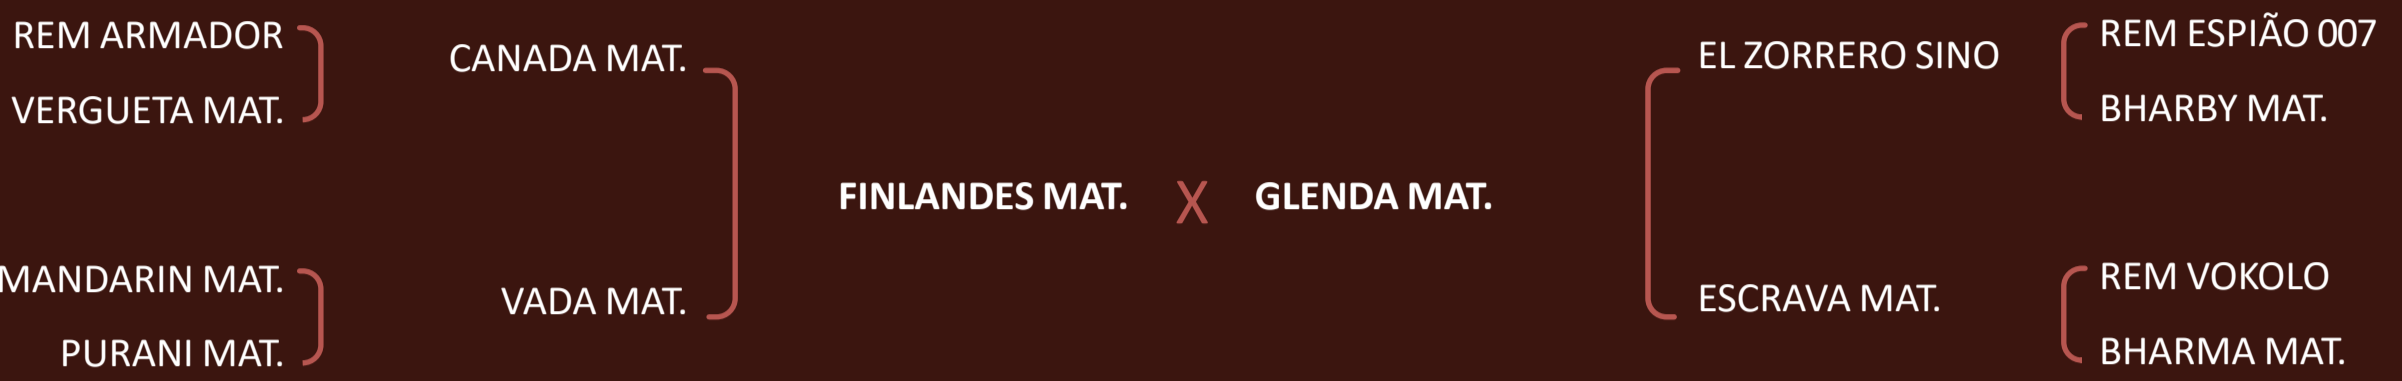 REM ARMADOR
VERGUETA MAT.
CANADA MAT.
MANDARIN MAT.
PURANI MAT.
VADA MAT.
FINLANDES MAT. X GLENDA MAT.
EL ZORRERO SINO
REM ESPIÃO 007
BHARBY MAT.
ESCRAVA MAT.
REM VOKOLO
BHARMA MAT.